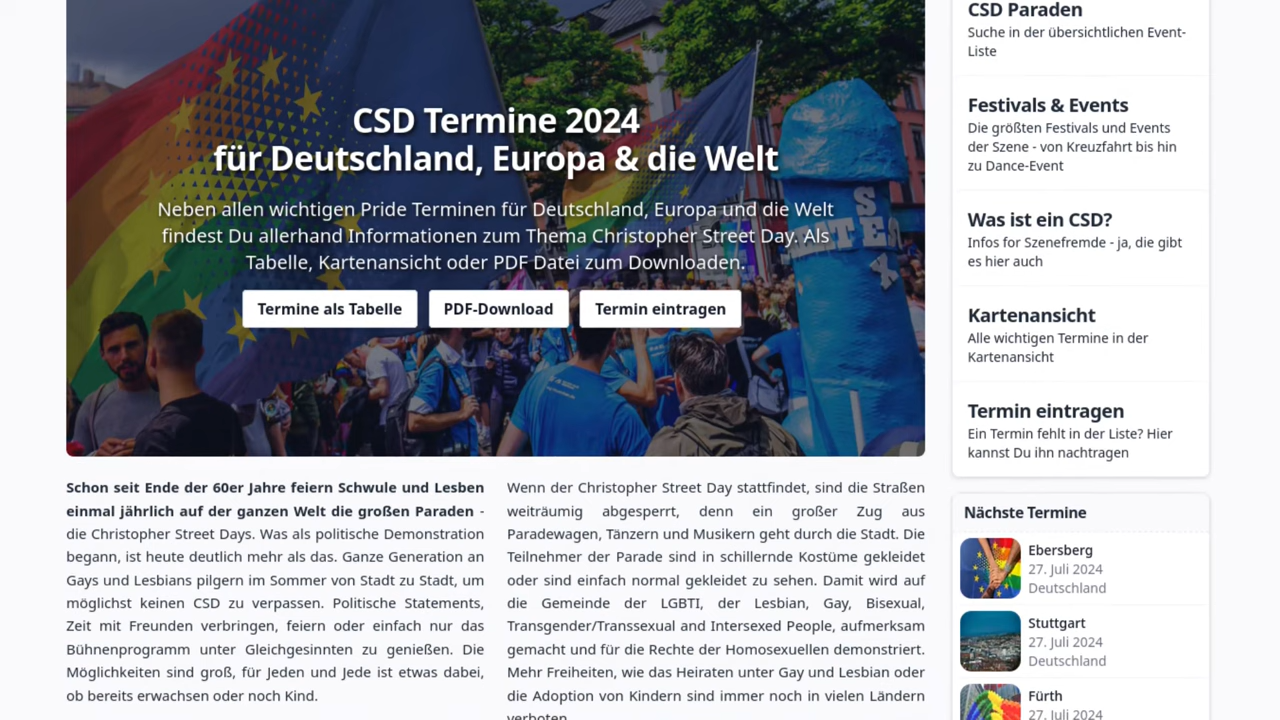 CSD Termine 2024
für Deutschland, Europa & die Welt
Neben allen wichtigen Pride Terminen für Deutschland, Europa und die Welt
findest Du allerhand Informationen zum Thema Christopher Street Day. Als
Tabelle, Kartenansicht oder PDF Datei zum Downloaden.
Termine als Tabelle
PDF-Download
Termin eintragen
Schon seit Ende der 60er Jahre feiern Schwule und Lesben
einmal jährlich auf der ganzen Welt die großen Paraden -
die Christopher Street Days. Was als politische Demonstration
begann, ist heute deutlich mehr als das. Ganze Generation an
Gays und Lesbians pilgern im Sommer von Stadt zu Stadt, um
möglichst keinen CSD zu verpassen. Politische Statements,
Zeit mit Freunden verbringen, feiern oder einfach nur das
Bühnenprogramm unter Gleichgesinnten zu genießen. Die
Möglichkeiten sind groß, für Jeden und Jede ist etwas dabei,
ob bereits erwachsen oder noch Kind.
Wenn der Christopher Street Day stattfindet, sind die Straßen
weiträumig abgesperrt, denn ein großer Zug aus
Paradewagen, Tänzern und Musikern geht durch die Stadt. Die
Teilnehmer der Parade sind in schillernde Kostüme gekleidet
oder sind einfach normal gekleidet zu sehen. Damit wird auf
die Gemeinde der LGBTI, der Lesbian, Gay, Bisexual,
Transgender/Transsexual and Intersexed People, aufmerksam
gemacht und für die Rechte der Homosexuellen demonstriert.
Mehr Freiheiten, wie das Heiraten unter Gay und Lesbian oder
die Adoption von Kindern sind immer noch in vielen Ländern
verboten.
CSD Paraden
Suche in der übersichtlichen Event-
Liste
Festivals & Events
Die größten Festivals und Events
der Szene - von Kreuzfahrt bis hin
zu Dance-Event
Was ist ein CSD?
Infos for Szenefremde - ja, die gibt
es hier auch
Kartenansicht
Alle wichtigen Termine in der
Kartenansicht
Termin eintragen
Ein Termin fehlt in der Liste? Hier
kannst Du ihn nachtragen
Nächste Termine
Ebersberg
27. Juli 2024
Deutschland
Stuttgart
27. Juli 2024
Deutschland
Fürth
27. Juli 2024